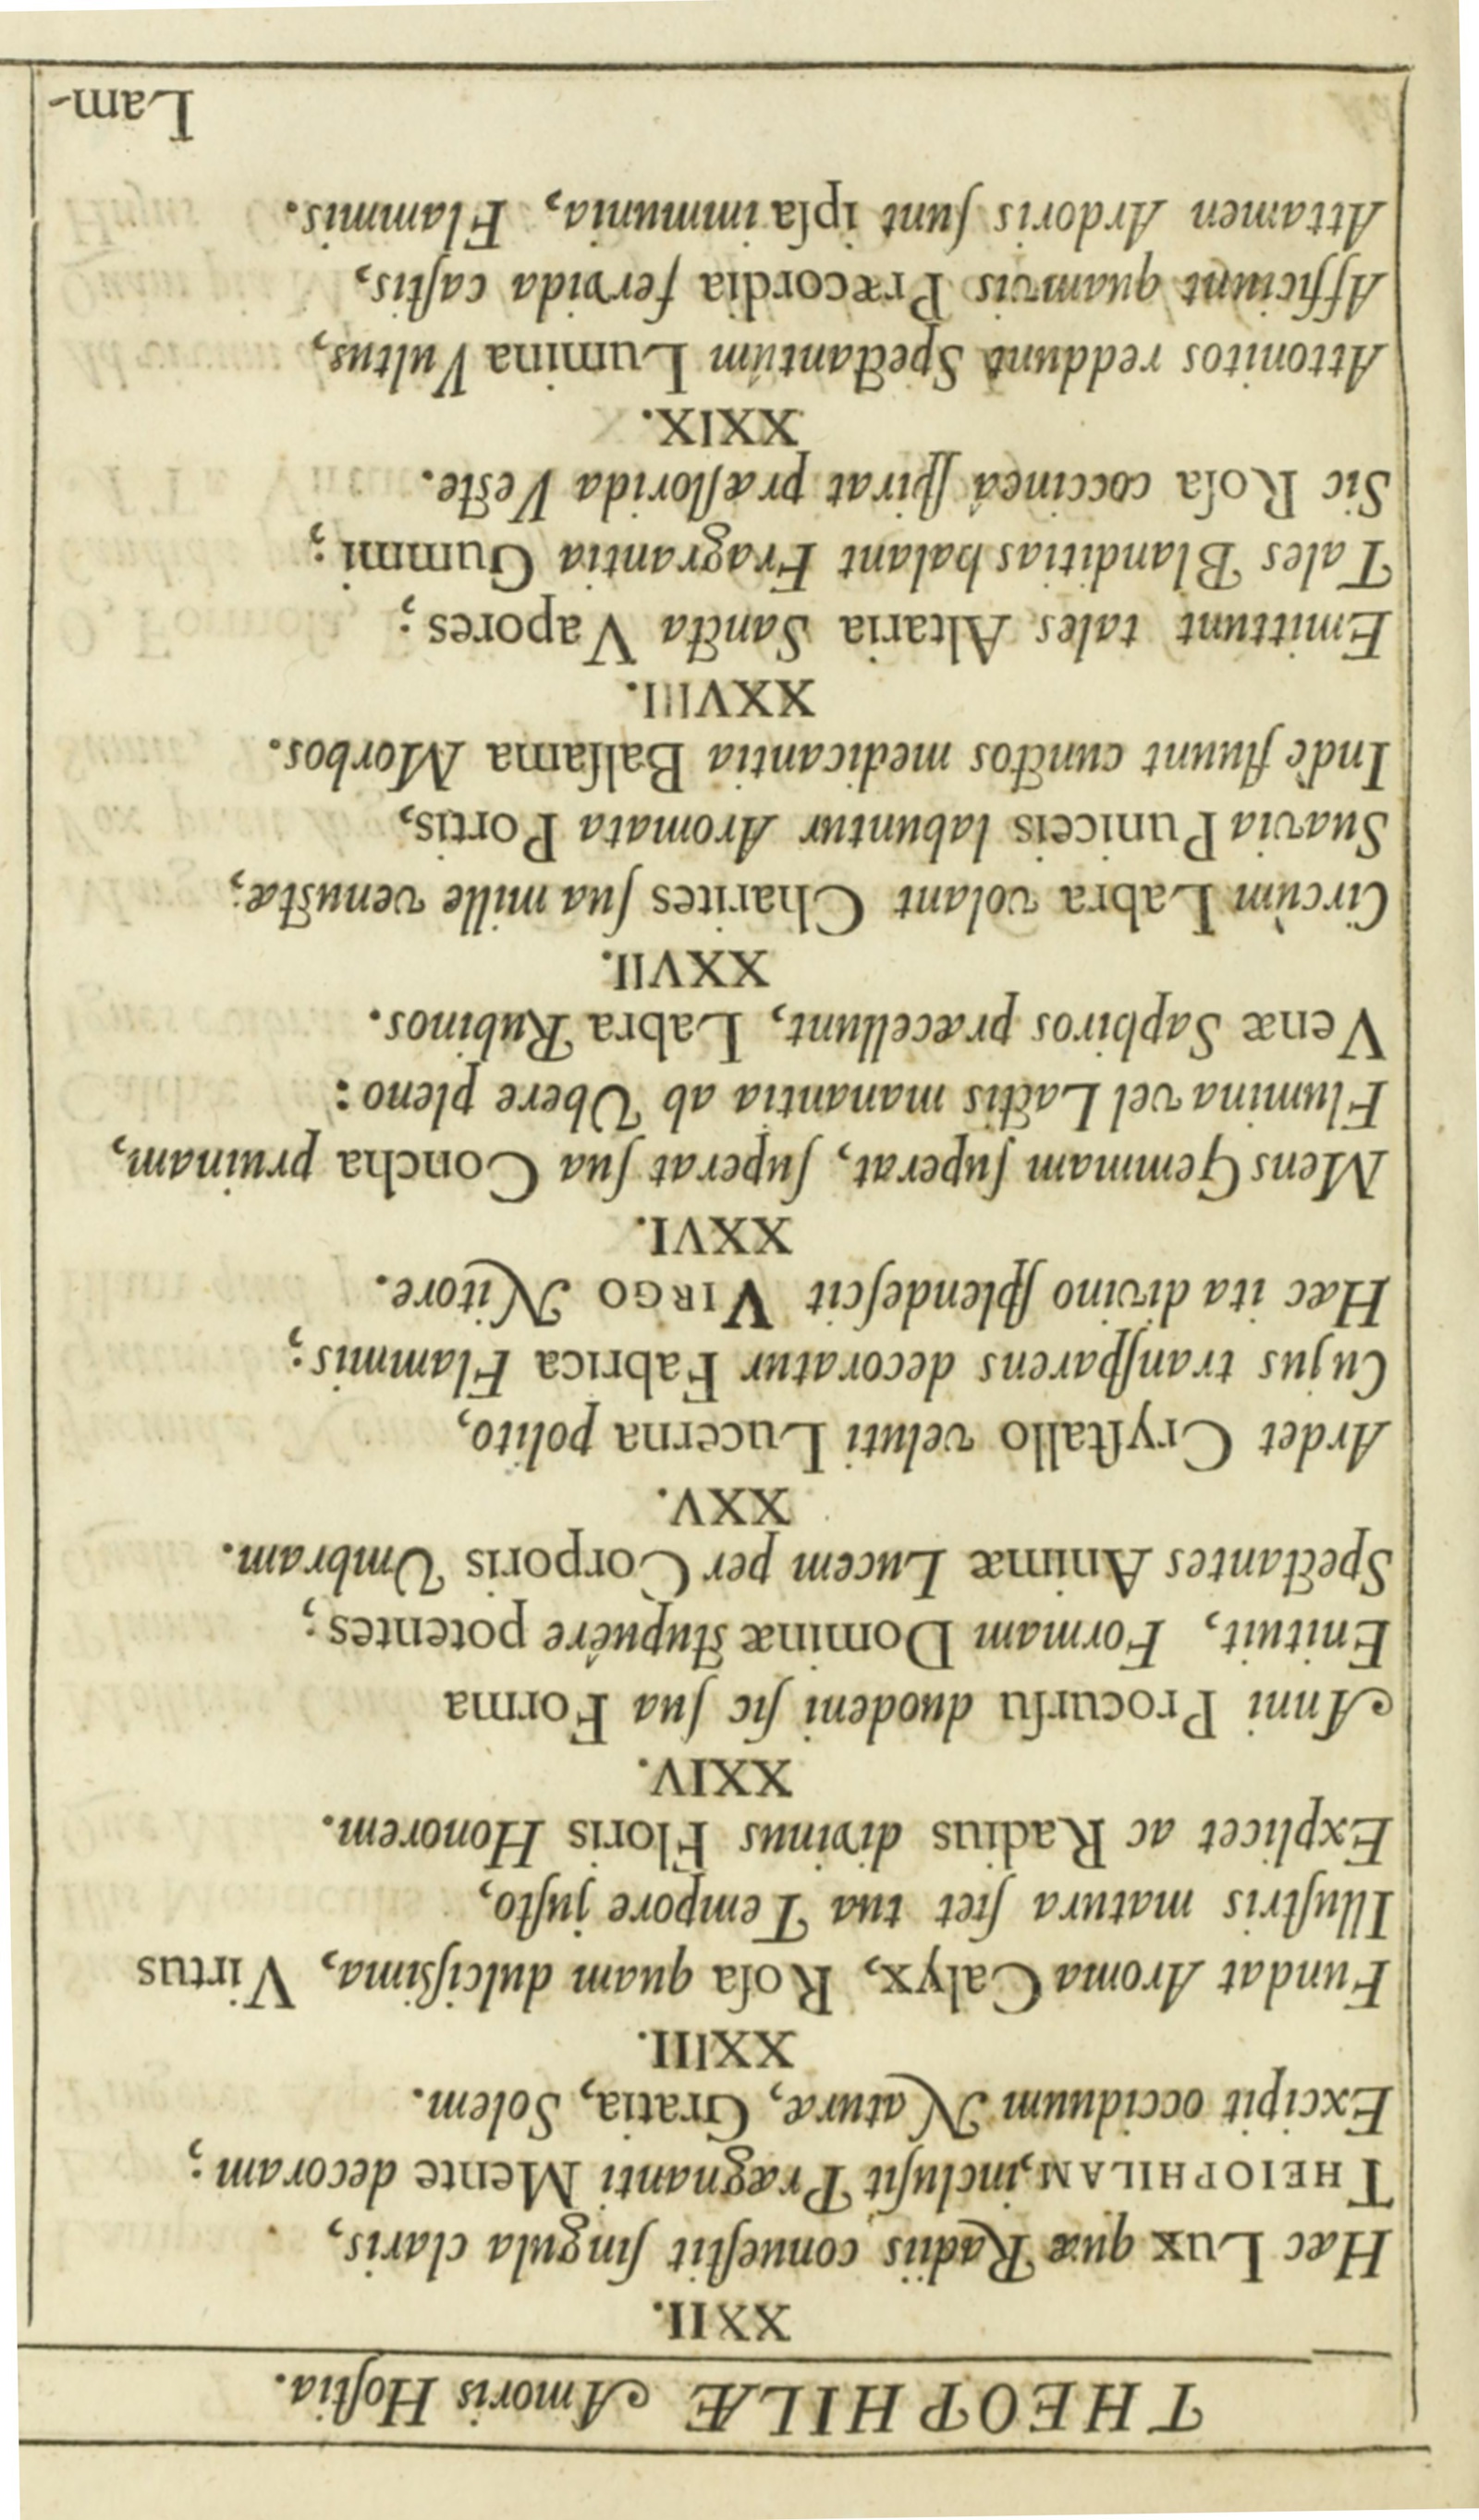 THEOPHILÆ Amoris Hoſtia.
XXII.
Hæc Lux quæ Radiis conueſtit ſingula claris,
THEIOPHILAM, incluſit Prægnanti Mente decoram;
Excipit occiduum Naturæ, Gratia, Solem.
XXIII.
Fundat Aroma Calyx, Roſa quam dulciſſima, Virtus
Illuſtris matura fiet tua Tempore juſto,
Explicet ac Radius divinus Floris Honorem.
XXIV.
Anni Procurſu duodeni ſic ſua Forma
Enituit, Formam Dominæ ſtupuêre potentes;
Spectantes Animæ Lucem per Corporis Umbram.
XXV.
Ardet Cryſtallo veluti Lucerna polito,
Cujus tranſparens decoratur Fabrica Flammis;
Hæc ita divino ſplendeſcit VIRGO Nitore.
XXVI.
Mens Gemmam ſuperat, ſuperat ſua Concha pruinam,
Flumina vel Lactis manantia ab Ubere pleno:
Venæ Saphiros præcellunt, Labra Rubinos.
XXVII.
Circùm Labra volant Charites ſua mille venuſtæ;
Suavia Puniceis labuntur Aromata Portis,
Indè fluunt cunctos medicantia Balſama Morbos.
XXVIII.
Emittunt tales Altaria Sancta Vapores;
Tales Blanditias halant Fragrantia Gummi;
Sic Roſa coccineâ ſpirat præflorida Veſte.
XXIX.
Attonitos reddunt Spectantùm Lumina Vultus,
Afficiunt quamvis Præcordia fervida caſtis,
Attamen Ardoris ſunt ipſa immunia, Flammis.
Lam-